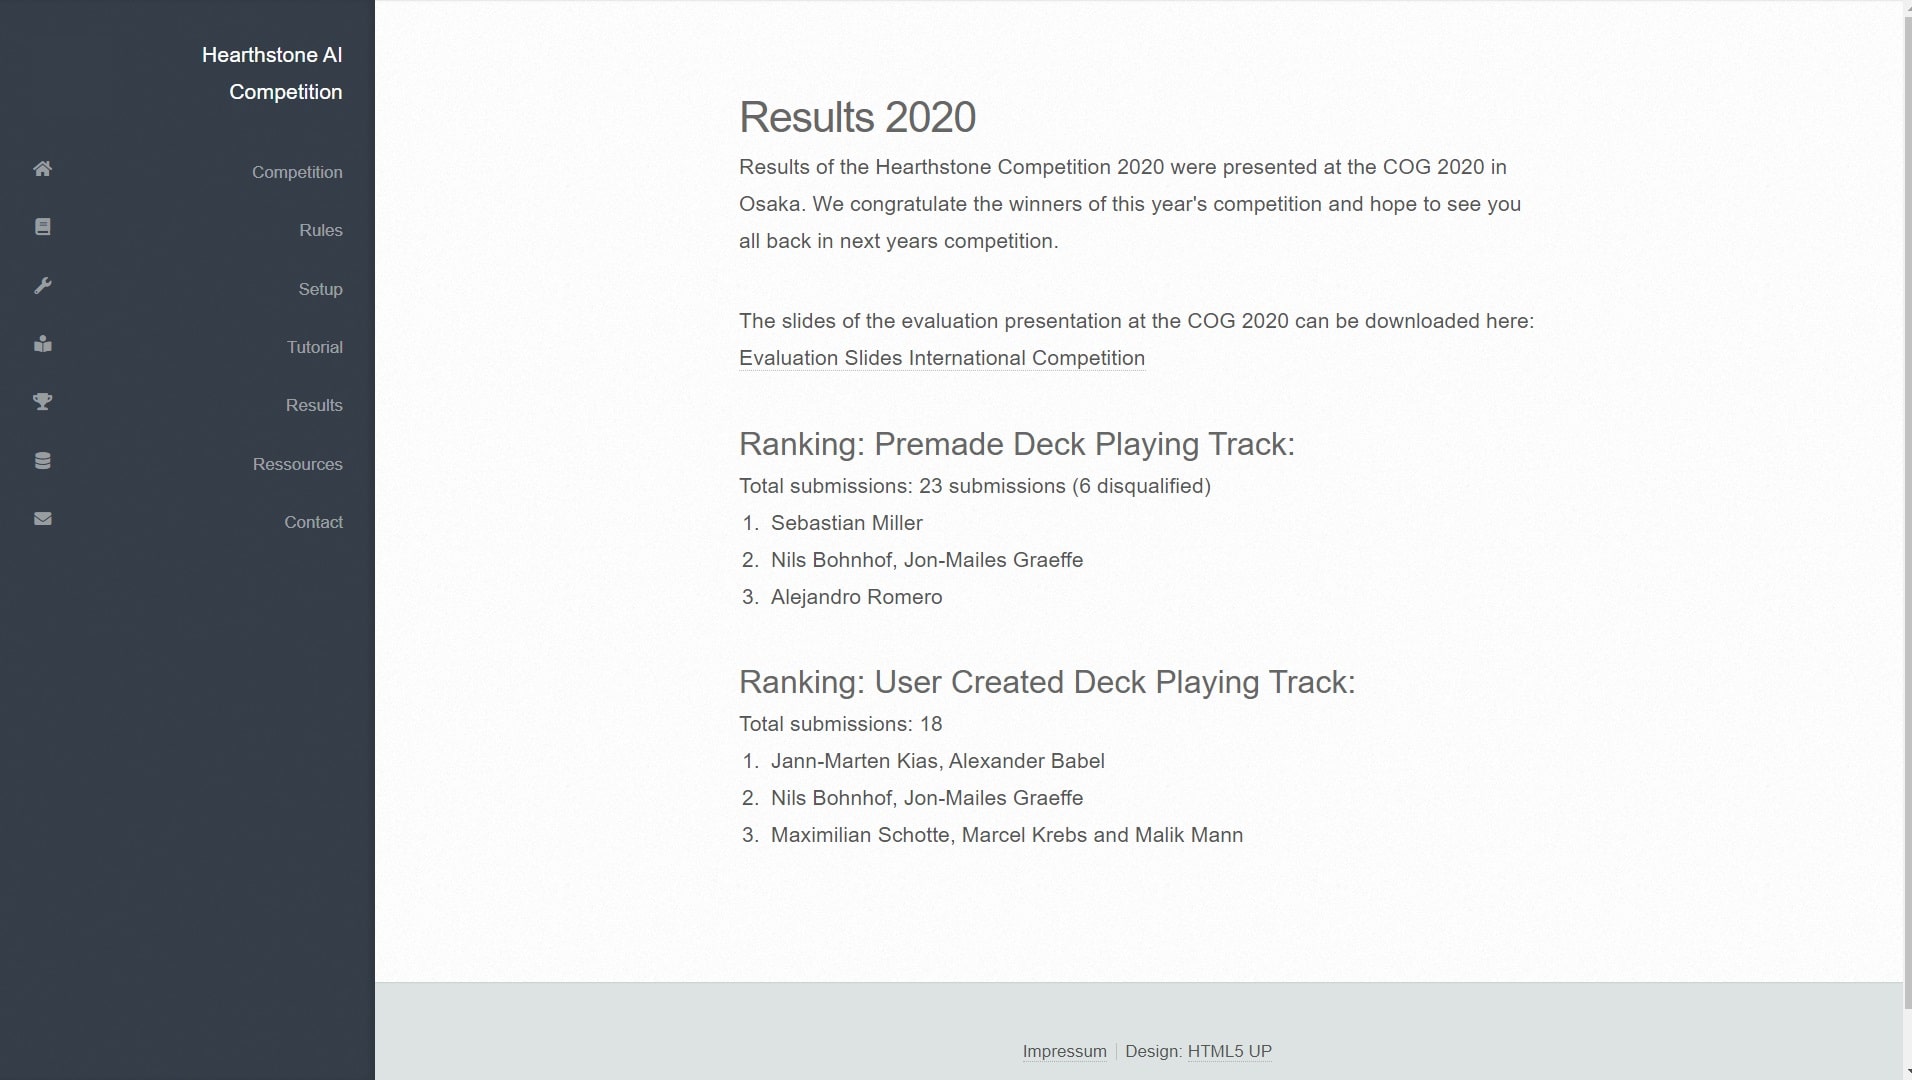 Hearthstone AI
Competition
Competition
Rules
Setup
Tutorial
Results
Ressources
Contact
Results 2020
Results of the Hearthstone Competition 2020 were presented at the COG 2020 in
Osaka. We congratulate the winners of this year's competition and hope to see you
all back in next years competition.
The slides of the evaluation presentation at the COG 2020 can be downloaded here:
Evaluation Slides International Competition
Ranking: Premade Deck Playing Track:
Total submissions: 23 submissions (6 disqualified)
1. Sebastian Miller
2. Nils Bohnhof, Jon-Mailes Graeffe
3. Alejandro Romero
Ranking: User Created Deck Playing Track:
Total submissions: 18
1. Jann-Marten Kias, Alexander Babel
2. Nils Bohnhof, Jon-Mailes Graeffe
3. Maximilian Schotte, Marcel Krebs and Malik Mann
Impressum | Design: HTML5 UP